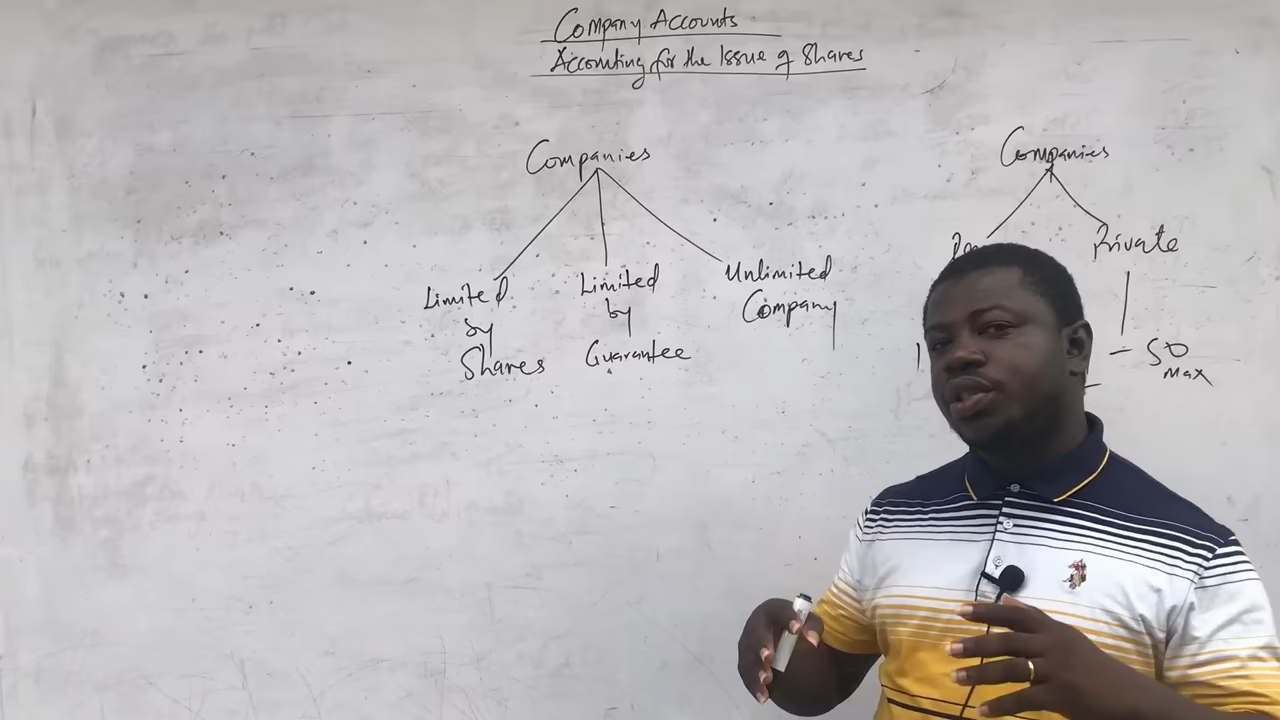 Company Accounts
Accounting for the Issue of Shares
Companies
Limited
by
Shares
Limited
by
Guarantee
Unlimited
Company
Companies
Private
- 50
Max